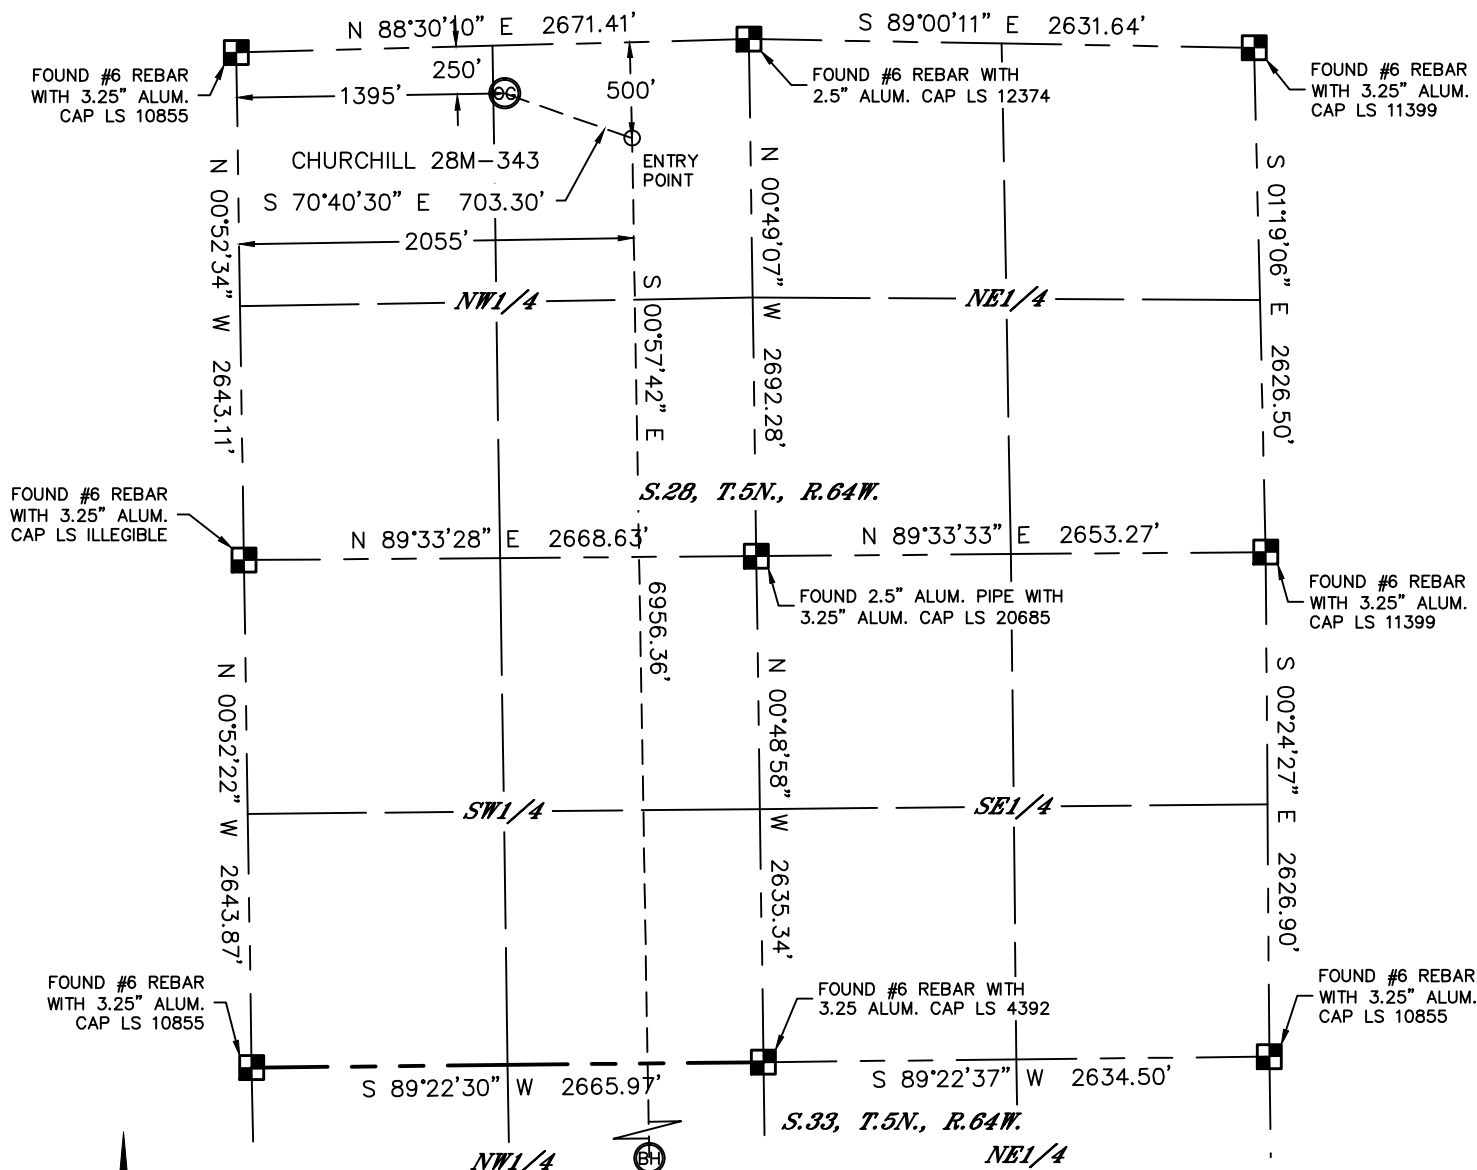 N 88°30'10" E 2671.41'
S 89°00'11" E 2631.64'
FOUND #6 REBAR
WITH 3.25" ALUM.
CAP LS 10855
250'
1395'
OG
500'
FOUND #6 REBAR WITH
2.5" ALUM. CAP LS 12374
FOUND #6 REBAR
WITH 3.25" ALUM.
CAP LS 11399
CHURCHILL 28M-343
ENTRY
POINT
S 70°40'30" E 703.30'
2055'
N 00°52'34" W 2643.11'
S 00°57'42" E
6956.36'
N 00°49'07" W 2692.28'
S 01°19'06" E 2626.50'
NW1/4
NE1/4
S.28, T.5N., R.64W.
FOUND #6 REBAR
WITH 3.25" ALUM.
CAP LS ILLEGIBLE
N 89°33'28" E 2668.63'
N 89°33'33" E 2653.27'
FOUND 2.5" ALUM. PIPE WITH
3.25" ALUM. CAP LS 20685
FOUND #6 REBAR
WITH 3.25" ALUM.
CAP LS 11399
N 00°52'22" W 2643.87'
N 00°48'58" W 2635.34'
S 00°24'27" E 2626.90'
SW1/4
SE1/4
FOUND #6 REBAR
WITH 3.25" ALUM.
CAP LS 10855
FOUND #6 REBAR WITH
3.25 ALUM. CAP LS 4392
FOUND #6 REBAR
WITH 3.25" ALUM.
CAP LS 10855
S 89°22'30" W 2665.97'
S 89°22'37" W 2634.50'
S.33, T.5N., R.64W.
NW1/4
BH
NE1/4